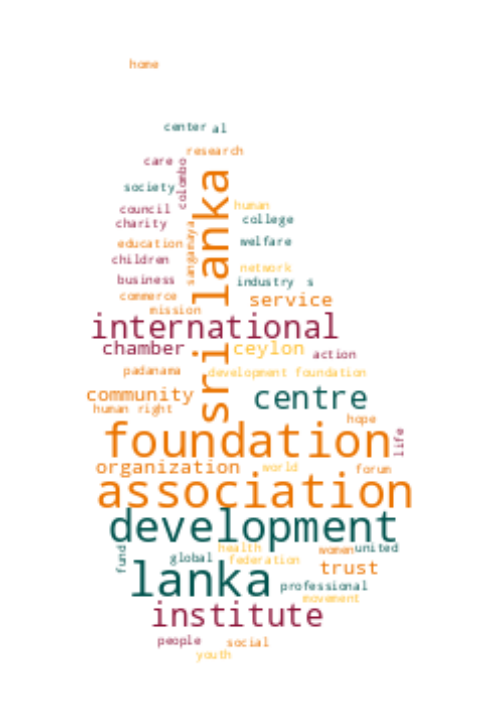 home
center al
research
care
colombo
society
sri lanka
human
council
college
charity
sangamaya
education
welfare
children
network
business
industry s
commerce
service
mission
international
chamber
ceylon
action
padanama
development foundation
community
centre
human right
hope
foundation
life
organization
world
forum
association
development
fund
health
women
united
global
federation
lanka
trust
professional
movement
institute
people
social
youth